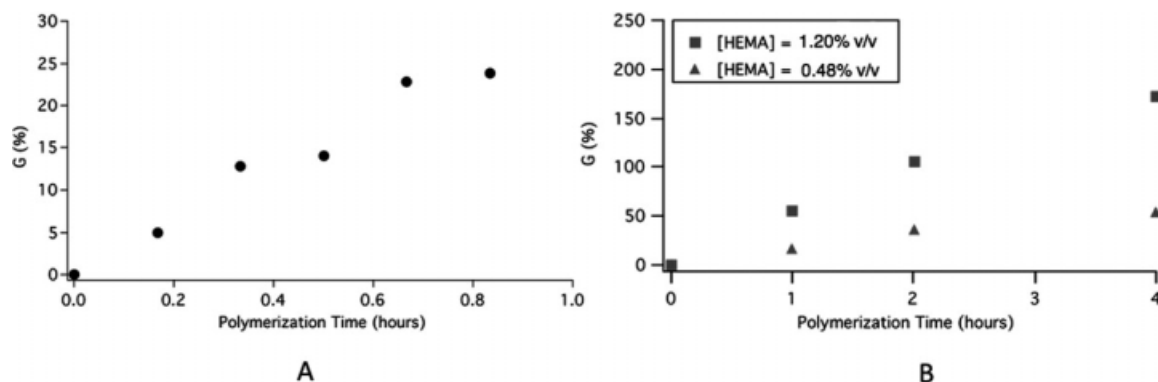 30
25
20
15
10
5
0
G (%)
0.0 0.2 0.4 0.6 0.8 1.0
Polymerization Time (hours)
A
250
200
150
100
50
0
G (%)
[HEMA] = 1.20% v/v
[HEMA] = 0.48% v/v
0 1 2 3 4
Polymerization Time (hours)
B